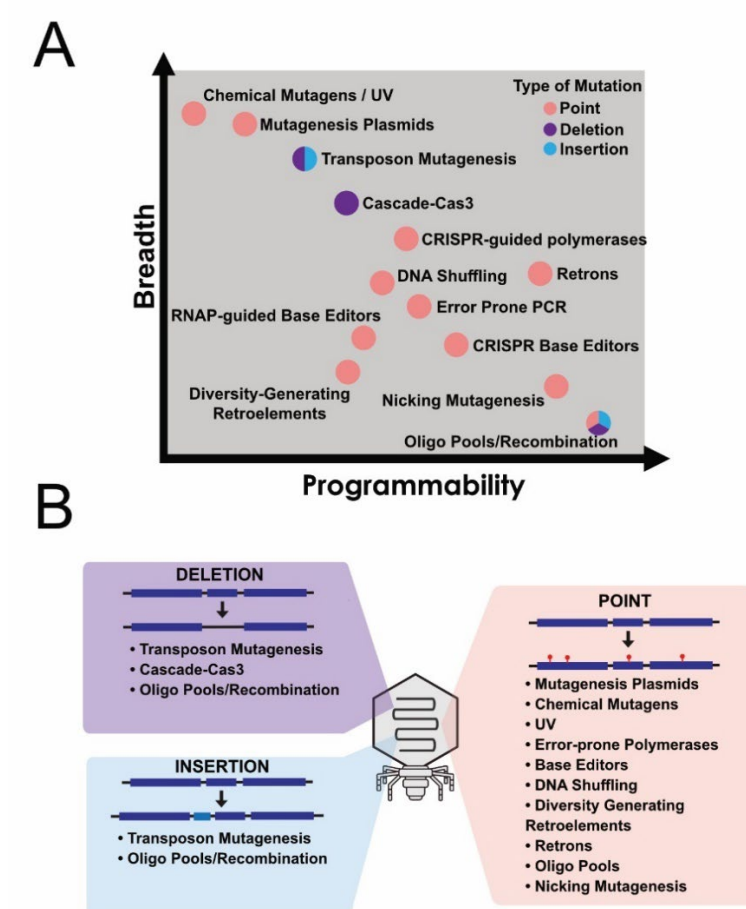 A
Chemical Mutagens / UV
Mutagenesis Plasmids
Transposon Mutagenesis
Cascade-Cas3
CRISPR-guided polymerases
DNA Shuffling
Retrons
Error Prone PCR
RNAP-guided Base Editors
CRISPR Base Editors
Diversity-Generating
Retroelements
Nicking Mutagenesis
Oligo Pools/Recombination
Type of Mutation
Point
Deletion
Insertion
Breadth
Programmability
B
DELETION
• Transposon Mutagenesis
• Cascade-Cas3
• Oligo Pools/Recombination
INSERTION
• Transposon Mutagenesis
• Oligo Pools/Recombination
POINT
• Mutagenesis Plasmids
• Chemical Mutagens
• UV
• Error-prone Polymerases
• Base Editors
• DNA Shuffling
• Diversity Generating
Retroelements
• Retrons
• Oligo Pools
• Nicking Mutagenesis